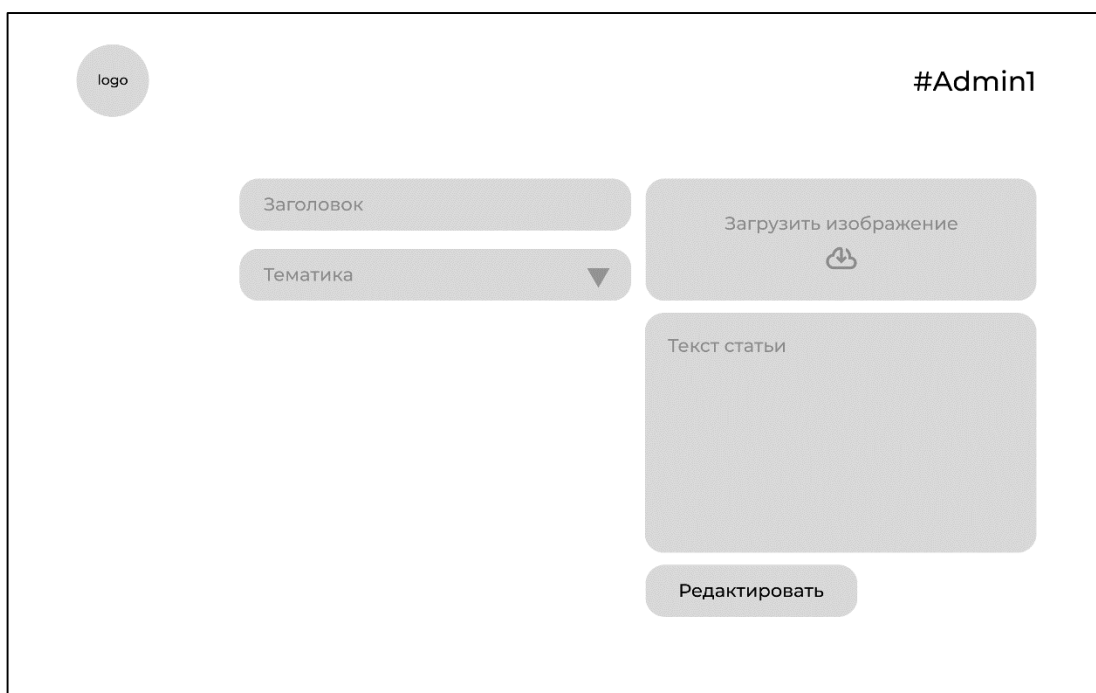 logo
#Admin1
Заголовок
Тематика
Загрузить изображение
Текст статьи
Редактировать